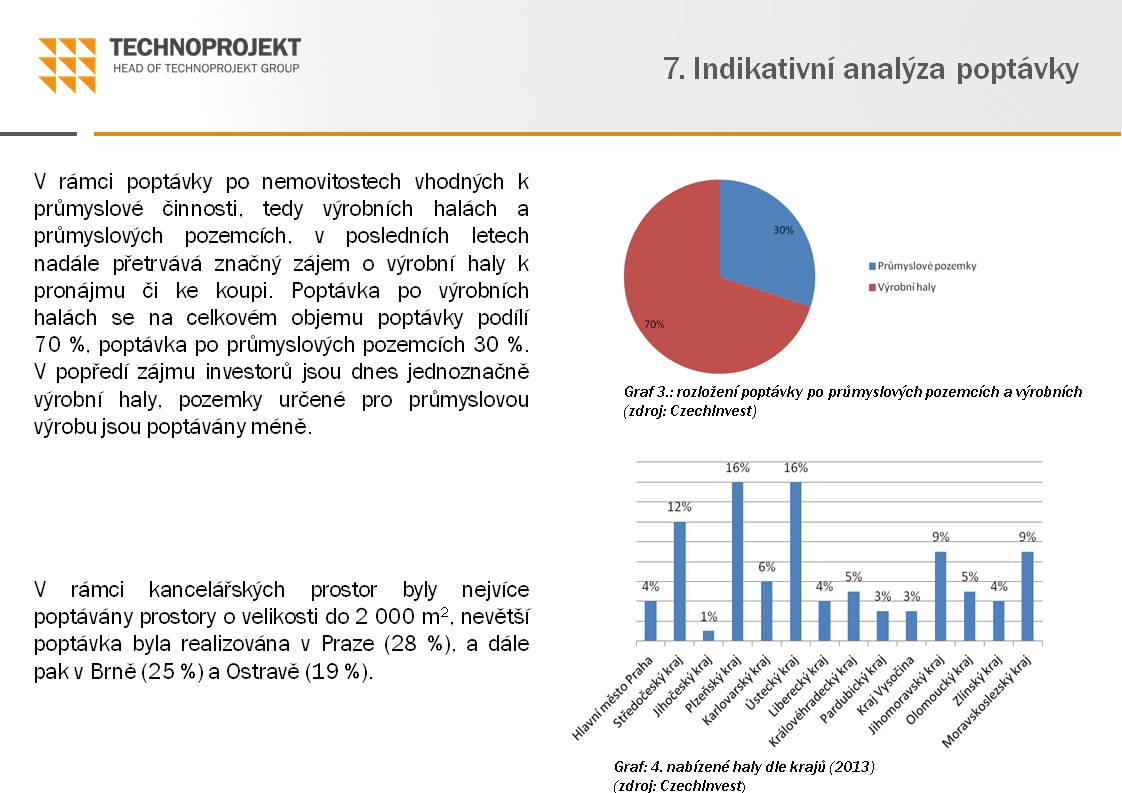 TECHNOPROJEKT
HEAD OF TECHNOPROJEKT GROUP
7. Indikativní analýza poptávky
V rámci poptávky po nemovitostech vhodných k
průmyslové činnosti, tedy výrobních halách a
průmyslových pozemcích, v posledních letech
nadále přetrvává značný zájem o výrobní haly k
pronájmu či ke koupi. Poptávka po výrobních
halách se na celkovém objemu poptávky podílí
70 %, poptávka po průmyslových pozemcích 30 %.
V popředí zájmu investorů jsou dnes jednoznačně
výrobní haly, pozemky určené pro průmyslovou
výrobu jsou poptávány méně.
V rámci kancelářských prostor byly nejvíce
poptávány prostory o velikosti do 2 000 m², nevětší
poptávka byla realizována v Praze (28 %), a dále
pak v Brně (25 %) a Ostravě (19 %).
30%
70%
Průmyslové pozemky
Výrobní haly
Graf 3.: rozložení poptávky po průmyslových pozemcích a výrobních
(zdroj: CzechInvest)
4%
12%
1%
16%
6%
16%
4%
5%
3%
3%
9%
5%
4%
9%
Hlavní město Praha
Středočeský kraj
Jihočeský kraj
Plzeňský kraj
Karlovarský kraj
Ústecký kraj
Liberecký kraj
Královéhradecký kraj
Pardubický kraj
Kraj Vysočina
Jihomoravský kraj
Olomoucký kraj
Zlínský kraj
Moravskoslezský kraj
Graf: 4. nabízené haly dle krajů (2013)
(zdroj: CzechInvest)